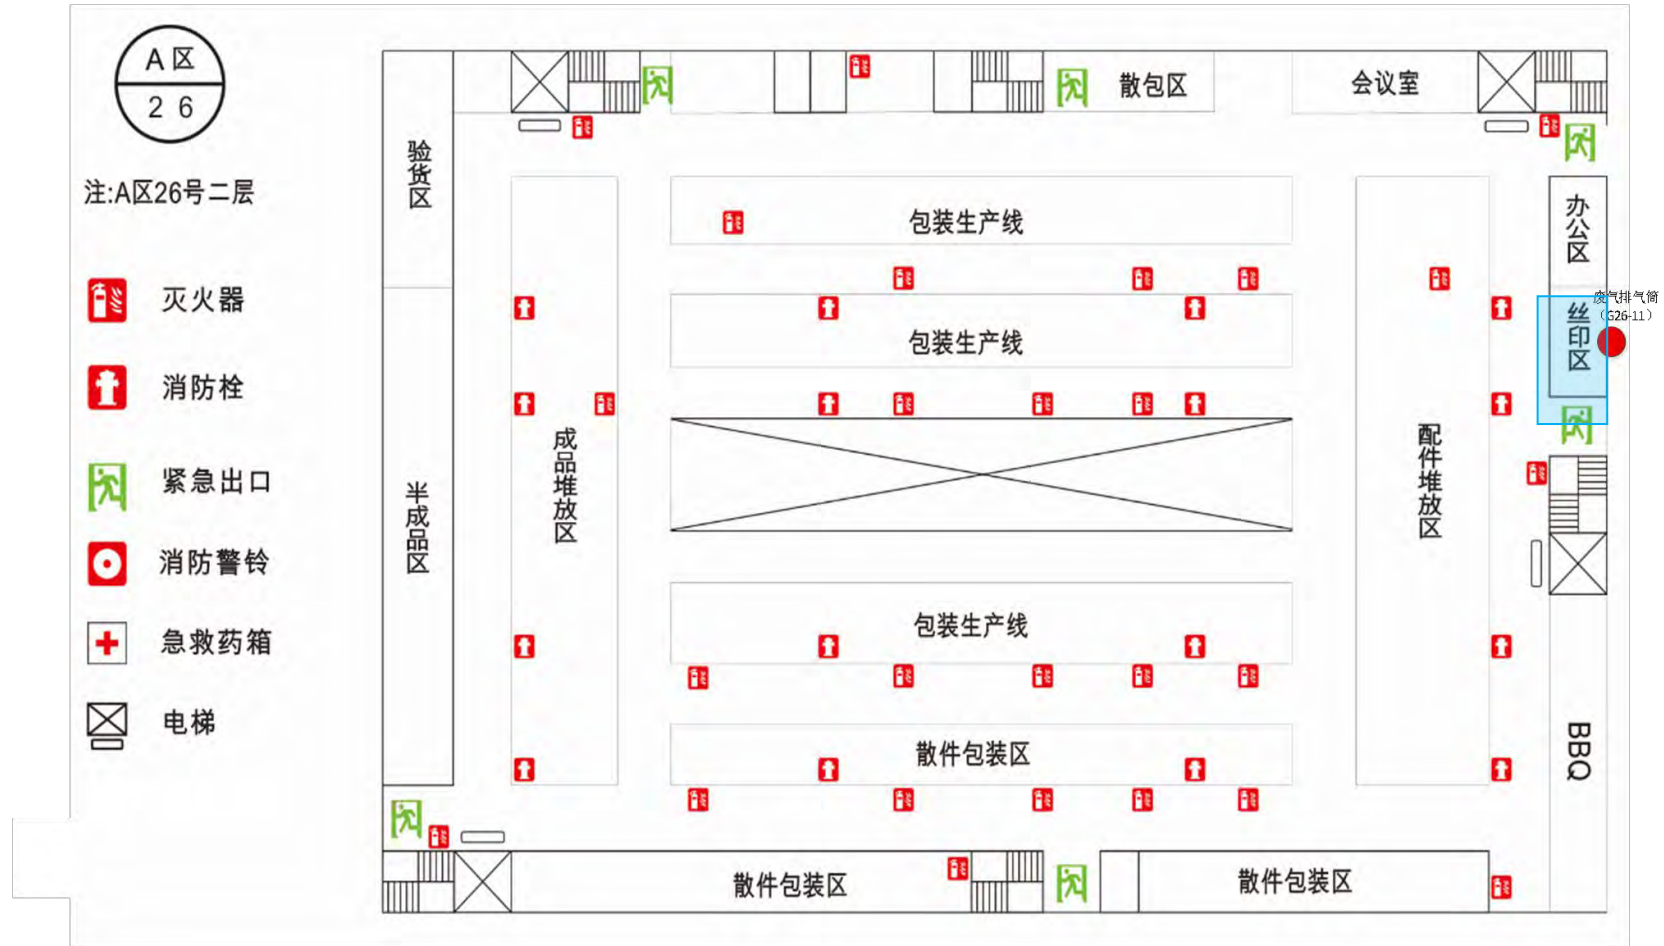 A区
26
注:A区26号二层
灭火器
消防栓
紧急出口
消防警铃
急救药箱
电梯
散包区
会议室
验货区
半成品区
成品堆放区
包装生产线
包装生产线
包装生产线
散件包装区
散件包装区
散件包装区
配件堆放区
办公区
废气排气筒
（G26-11）
丝印区
BBQ